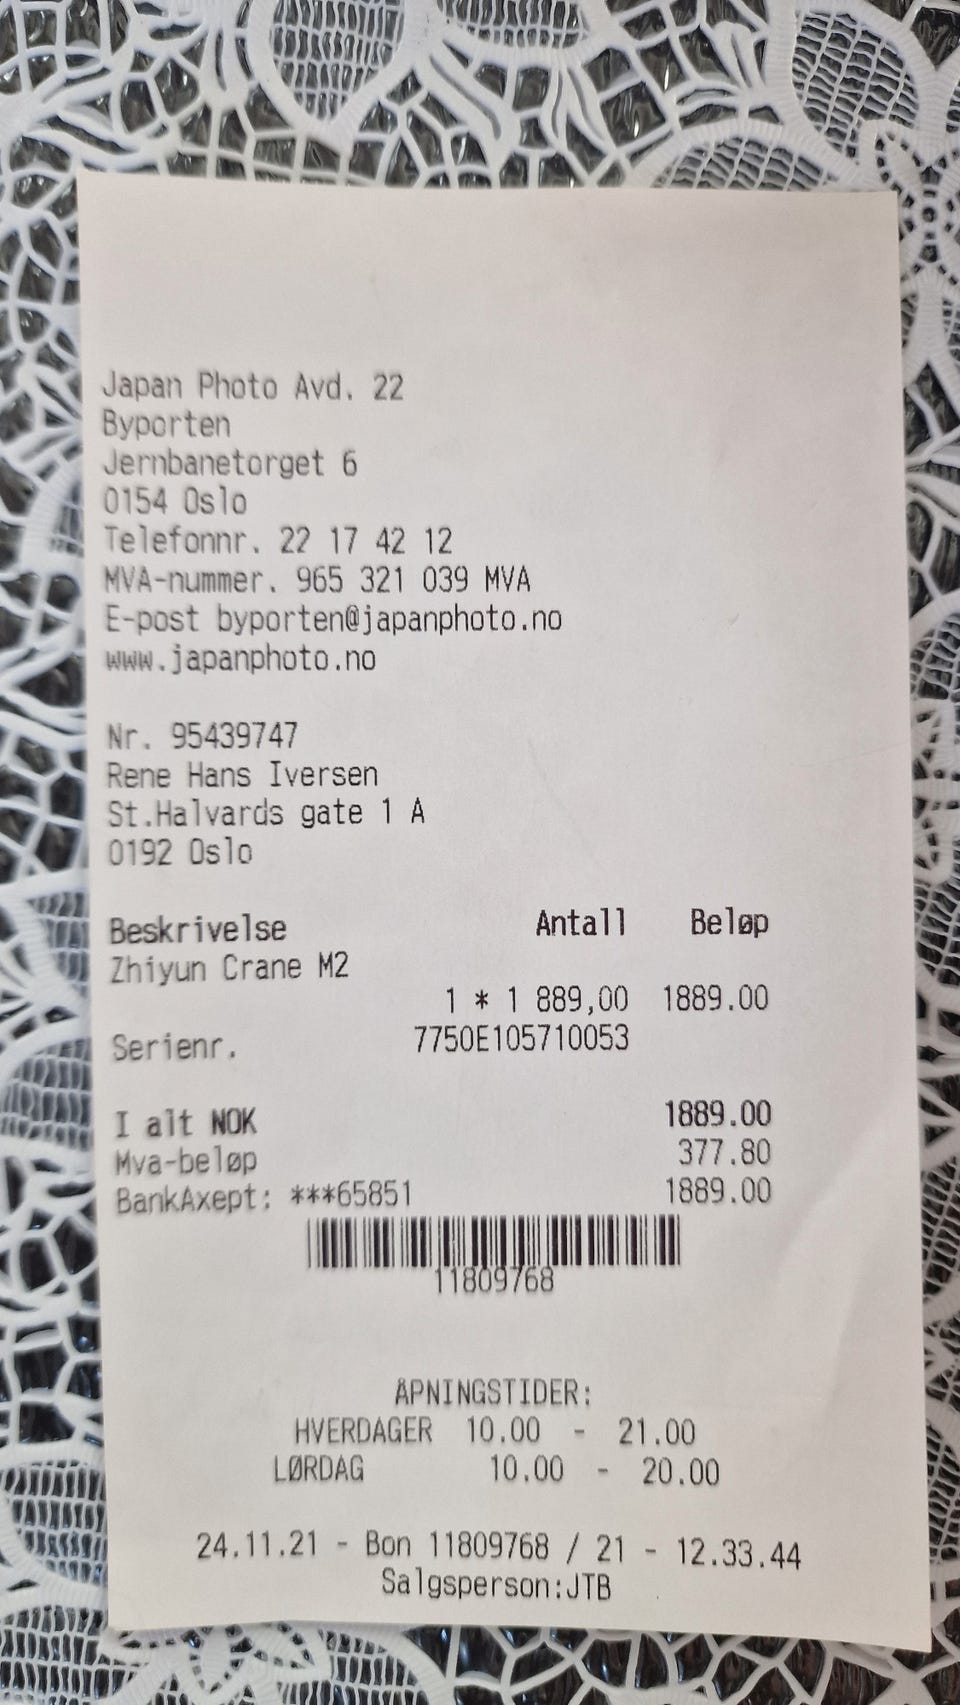 Japan Photo Avd. 22
Byporten
Jernbanetorget 6
0154 Oslo
Telefonnr. 22 17 42 12
MVA-nummer. 965 321 039 MVA
E-post byporten@japanphoto.no
www.japanphoto.no
Nr. 95439747
Rene Hans Iversen
St.Halvards gate 1 A
0192 Oslo
Beskrivelse Antall Beløp
Zhiyun Crane M2
1 * 1 889,00 1889.00
Serienr. 7750E105710053
I alt NOK 1889.00
Mva-beløp 377.80
BankAxept: ***65851 1889.00
11809768
ÅPNINGSTIDER:
HVERDAGER 10.00 - 21.00
LØRDAG 10.00 - 20.00
24.11.21 - Bon 11809768 / 21 - 12.33.44
Salgsperson:JTB